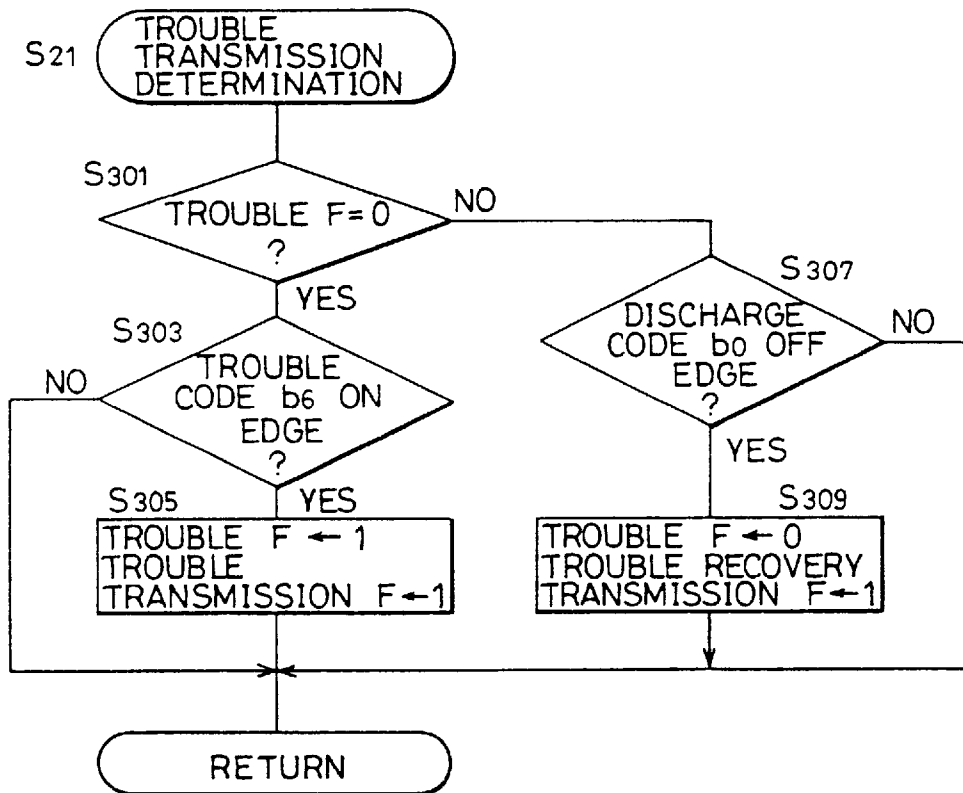 S21
TROUBLE
TRANSMISSION
DETERMINATION
S301
TROUBLE F=0
?
NO
YES
S303
TROUBLE
CODE b6 ON
EDGE
?
NO
YES
S305
TROUBLE F ← 1
TROUBLE
TRANSMISSION F←1
S307
DISCHARGE
CODE b0 OFF
EDGE
?
NO
YES
S309
TROUBLE F ← 0
TROUBLE RECOVERY
TRANSMISSION F←1
RETURN